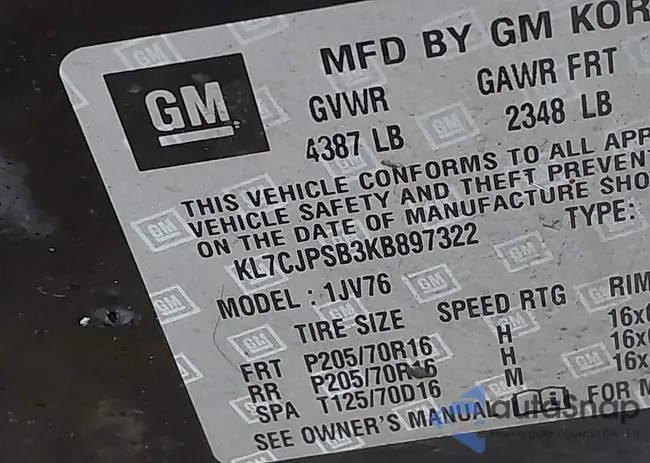 GM
MFD BY GM KOR
GVWR GAWR FRT
4387 LB 2348 LB
THIS VEHICLE CONFORMS TO ALL APP
VEHICLE SAFETY AND THEFT PREVENT
ON THE DATE OF MANUFACTURE SHO
KL7CJPSB3KB897322 TYPE:
MODEL : 1JV76
TIRE SIZE SPEED RTG RIM
FRT P205/70R16 H 16x6
RR P205/70R16 H 16x6
SPA T125/70D16 M 16x
SEE OWNER'S MANUAL FOR M
autosnap